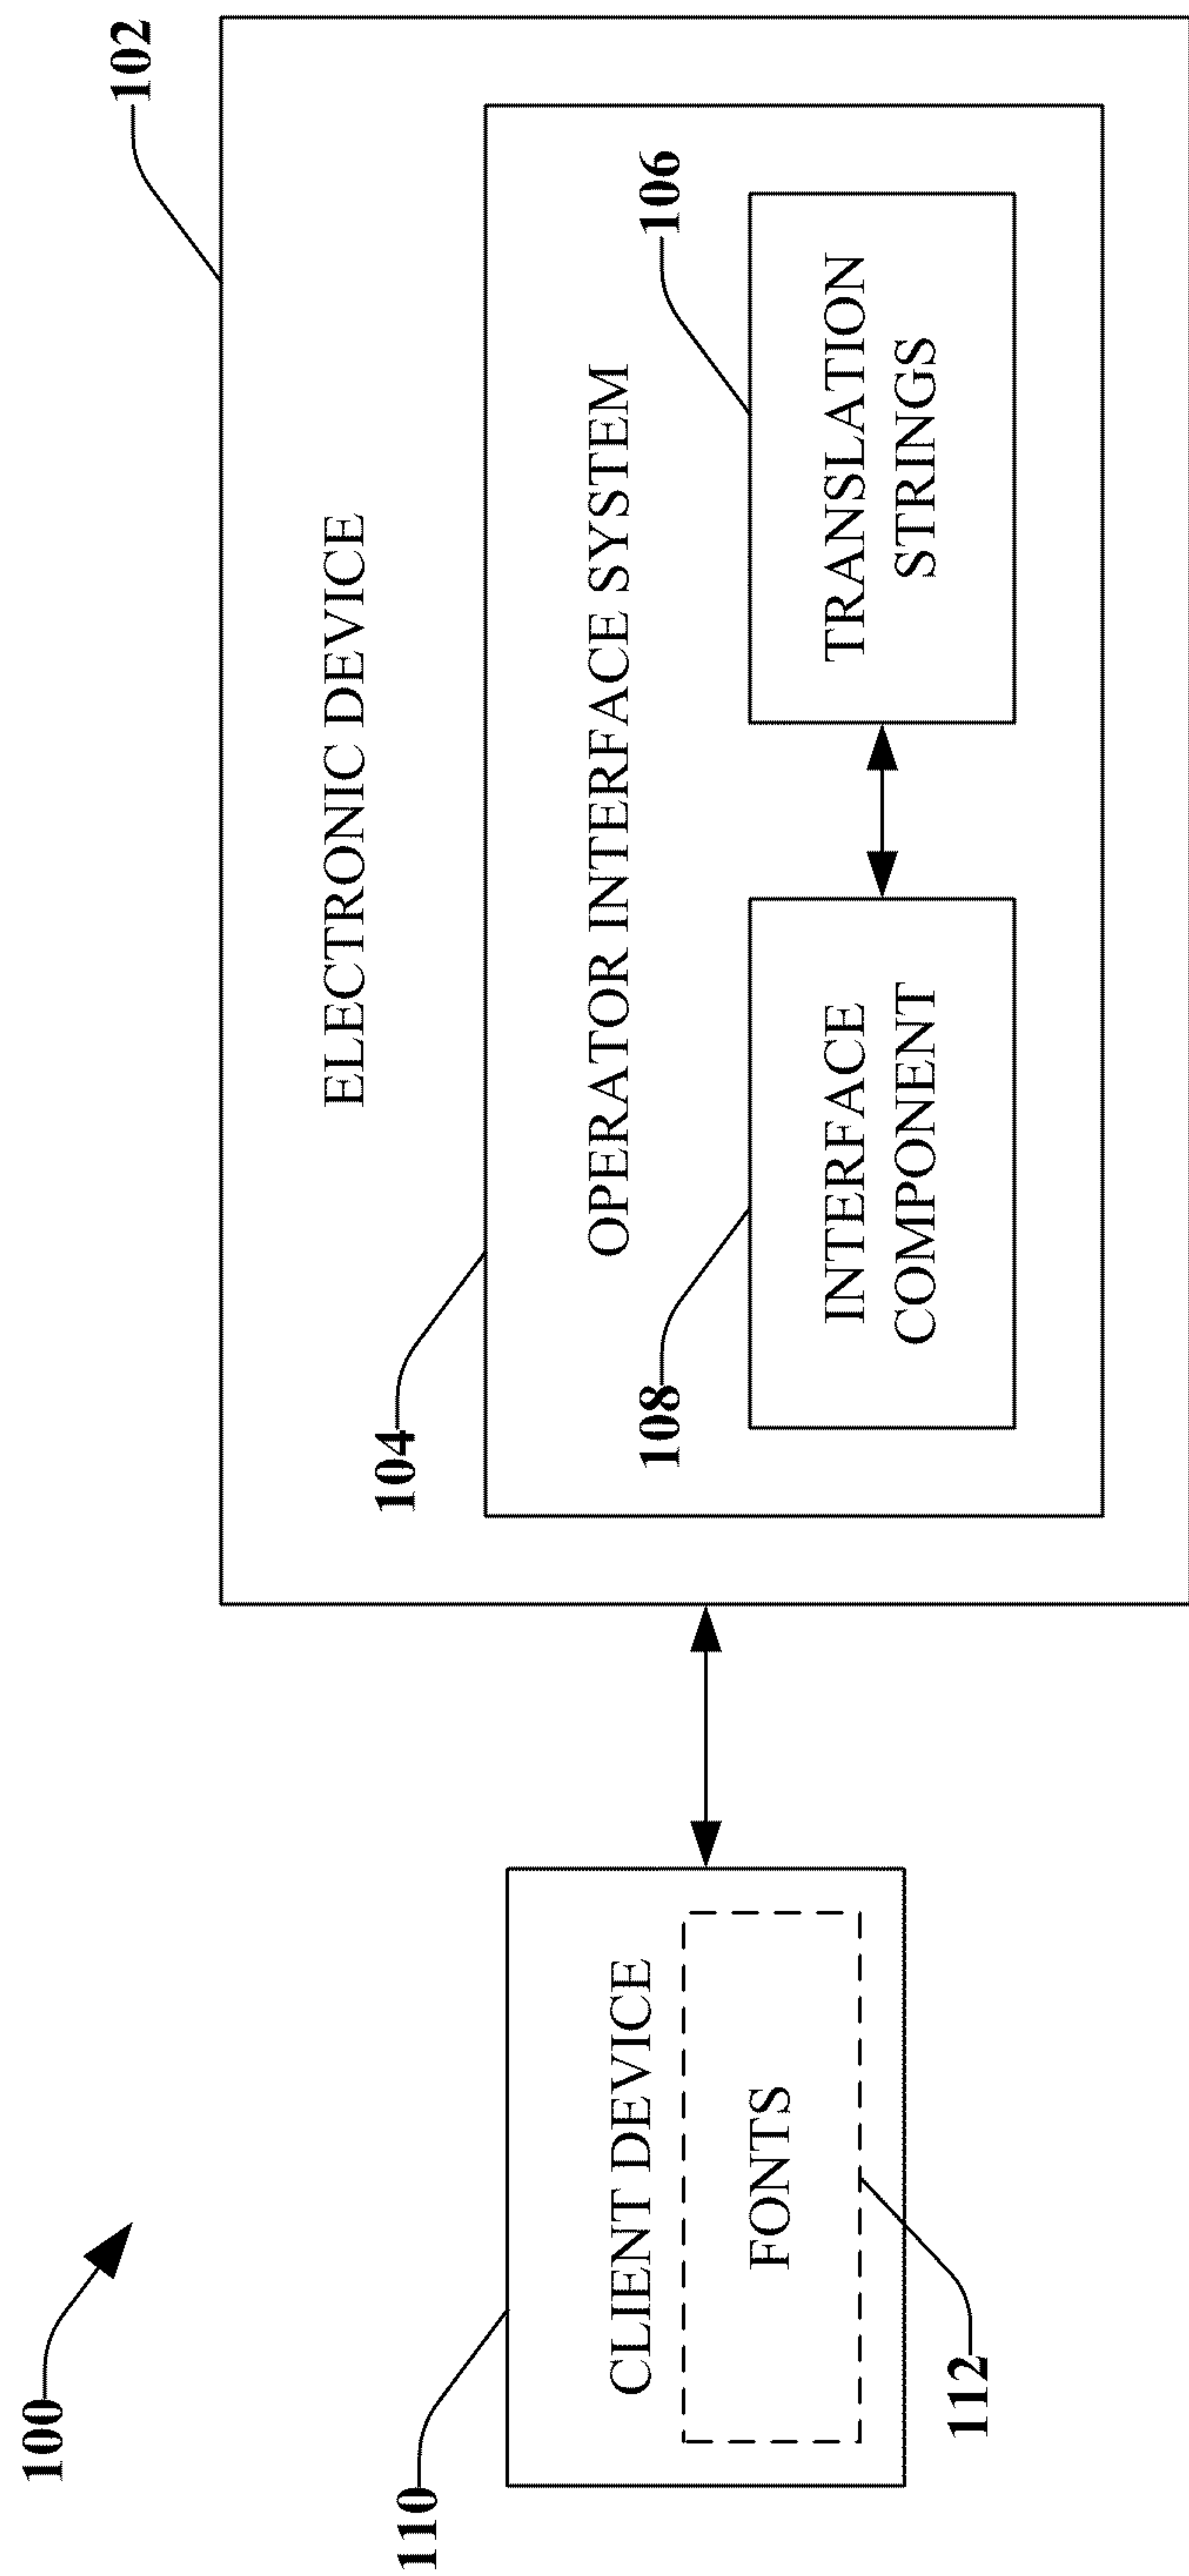 100
102
ELECTRONIC DEVICE
104
OPERATOR INTERFACE SYSTEM
110
CLIENT DEVICE
108
106
FONTS
INTERFACE
COMPONENT
TRANSLATION
STRINGS
112